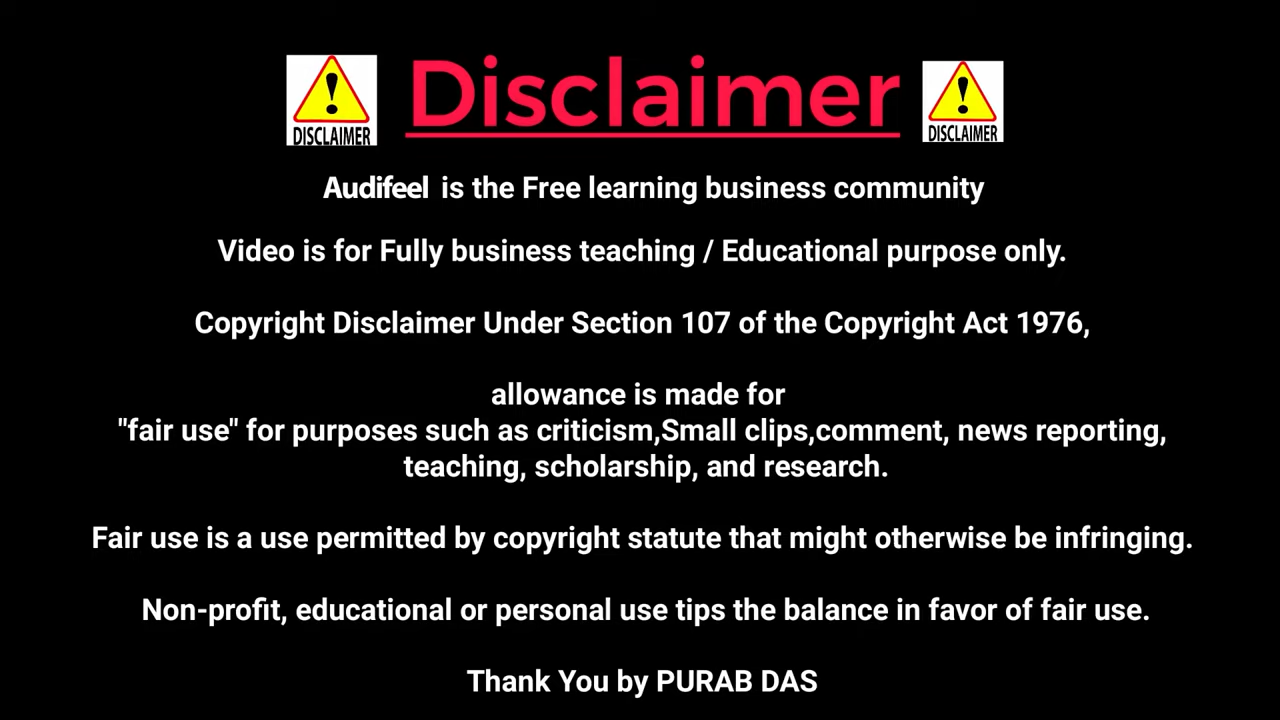 Disclaimer
DISCLAIMER
DISCLAIMER
Audifeel is the Free learning business community
Video is for Fully business teaching / Educational purpose only.
Copyright Disclaimer Under Section 107 of the Copyright Act 1976,
allowance is made for
"fair use" for purposes such as criticism,Small clips,comment, news reporting,
teaching, scholarship, and research.
Fair use is a use permitted by copyright statute that might otherwise be infringing.
Non-profit, educational or personal use tips the balance in favor of fair use.
Thank You by PURAB DAS